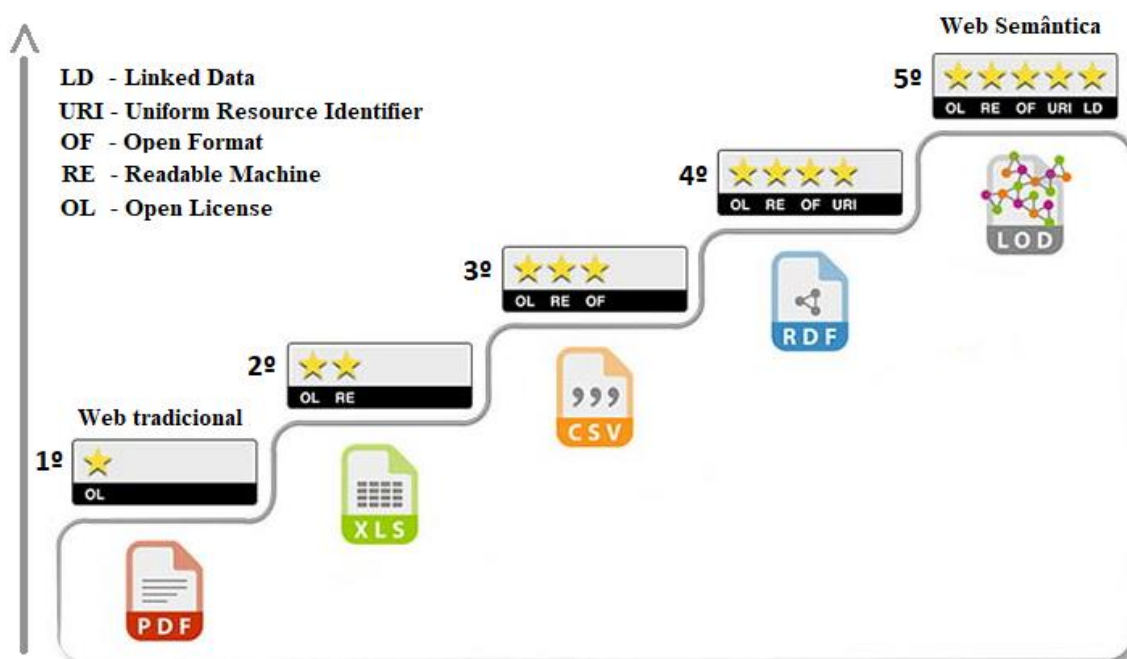 Web Semântica
5º
OL RE OF URI LD
LOD
LD - Linked Data
URI - Uniform Resource Identifier
OF - Open Format
RE - Readable Machine
OL - Open License
4º
OL RE OF URI
RDF
3º
OL RE OF
,,,
CSV
2º
OL RE
XLS
Web tradicional
1º
OL
PDF